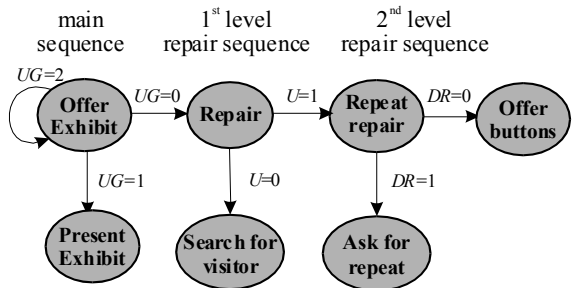 main
sequence
1st level
repair sequence
2nd level
repair sequence
UG=2
Offer
Exhibit
UG=0
Repair
U=1
Repeat
repair
DR=0
Offer
buttons
UG=1
U=0
DR=1
Present
Exhibit
Search for
visitor
Ask for
repeat